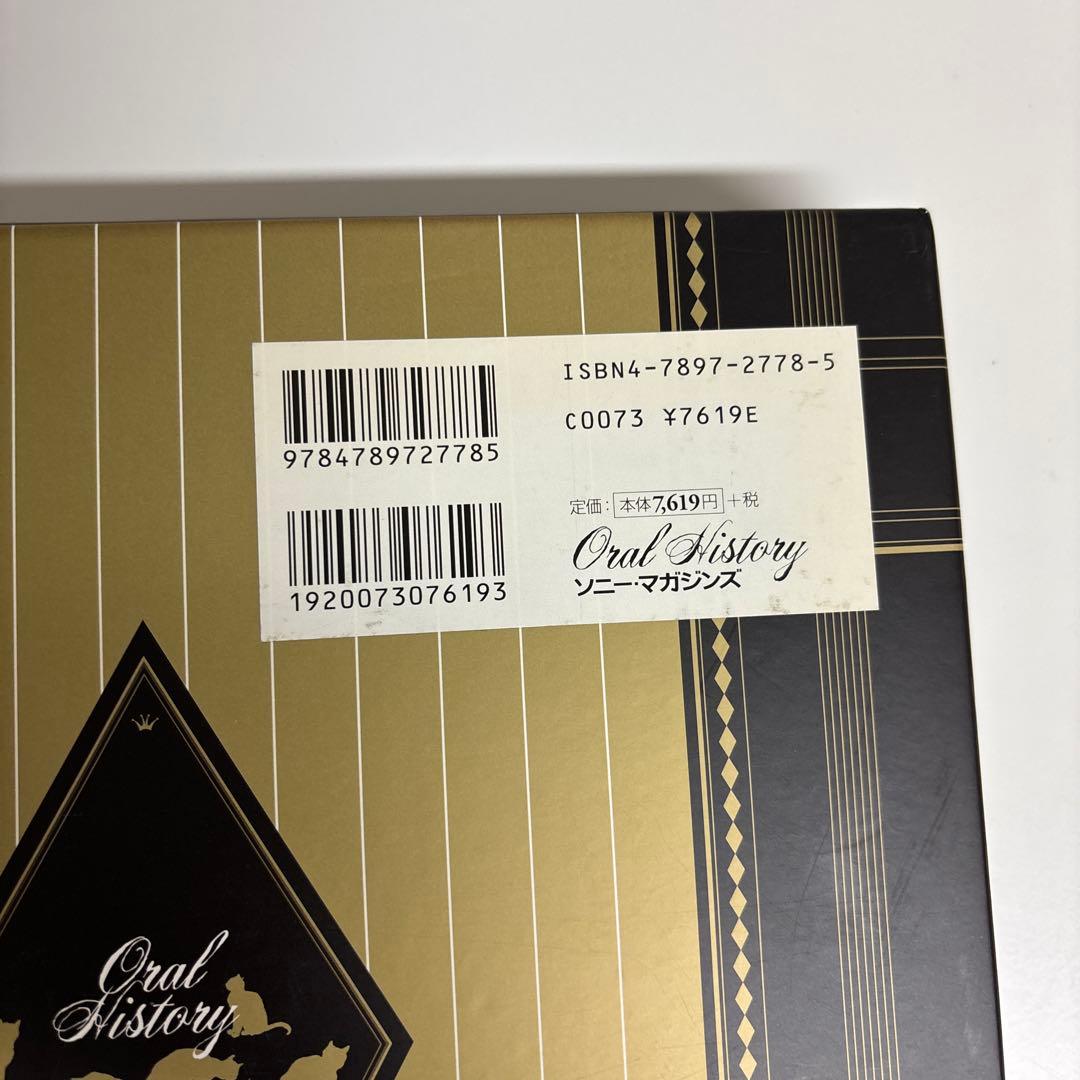 9784789727785
1920073076193
ISBN4-7897-2778-5
C0073 ¥7619E
定価：本体7,619円+税
Oral History
ソニー・マガジンズ
Oral
History